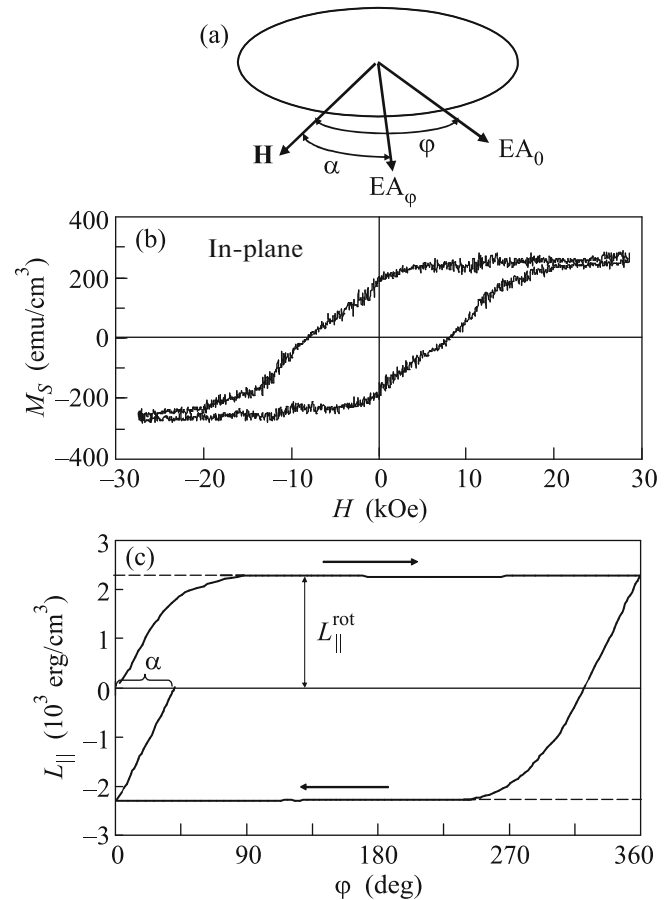 (a)
H
α
EA_φ
φ
EA_0
(b)
In-plane
M_S (emu/cm^3)
400
200
0
–200
–400
–30
–20
–10
0
10
20
30
H (kOe)
(c)
L_|| (10^3 erg/cm^3)
3
2
1
0
–1
–2
–3
α
L_||^rot
0
90
180
270
360
φ (deg)